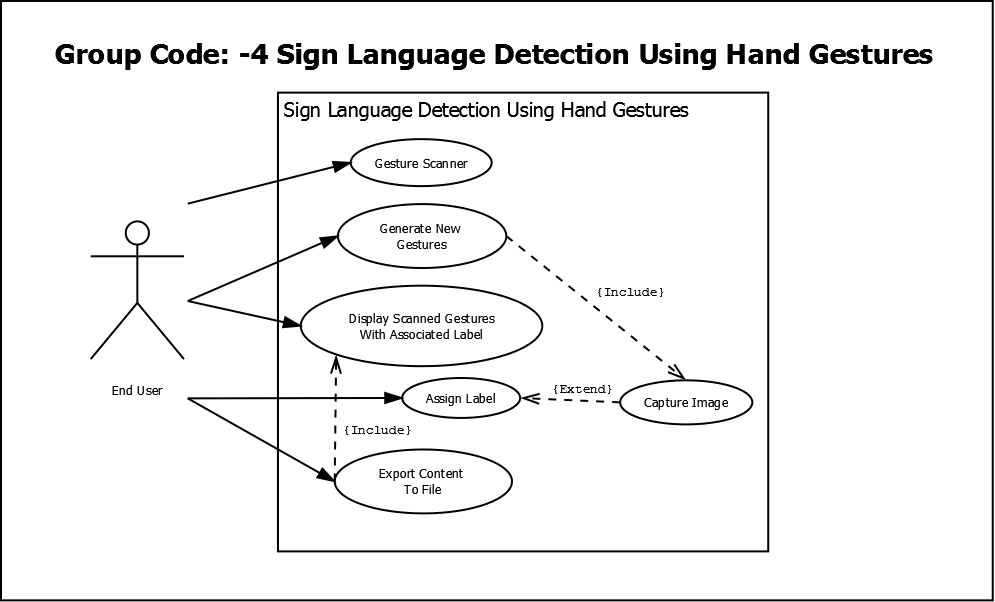 Group Code: -4 Sign Language Detection Using Hand Gestures
Sign Language Detection Using Hand Gestures
Gesture Scanner
Generate New
Gestures
{Include}
Display Scanned Gestures
With Associated Label
End User
Assign Label
{Extend}
Capture Image
{Include}
Export Content
To File